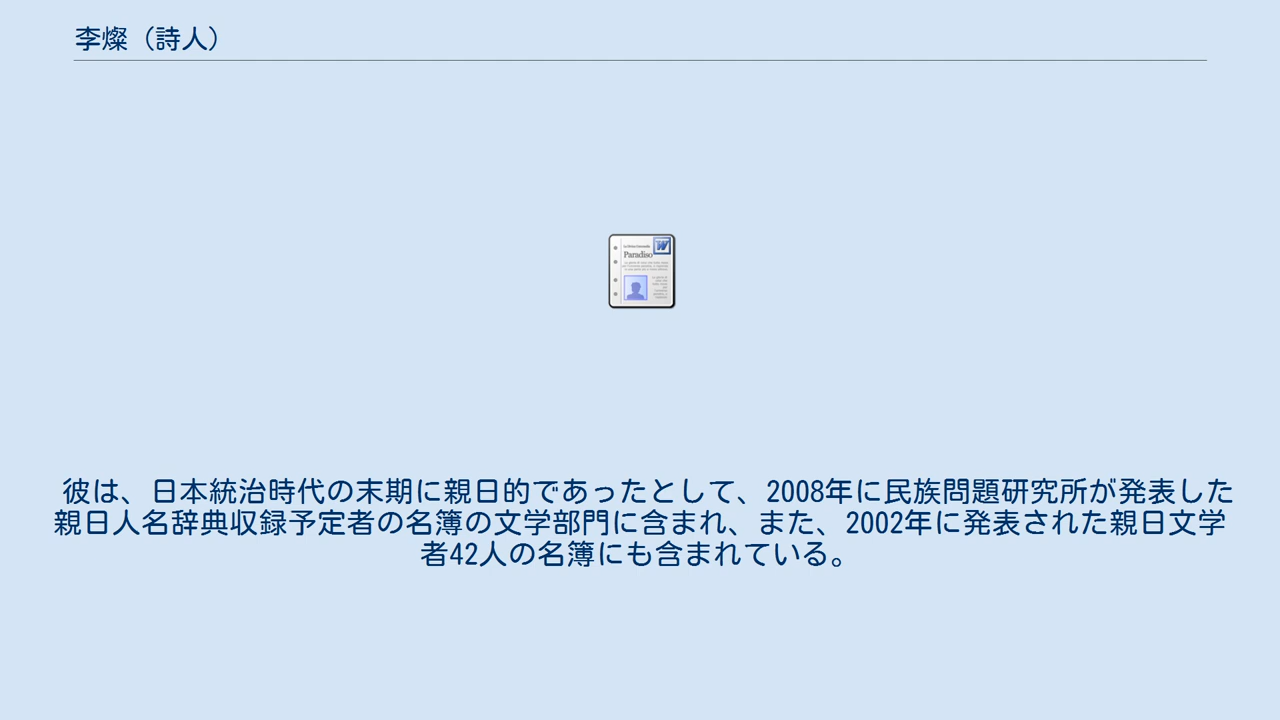 李燦（詩人）
Paradiso
W
彼は、日本統治時代の末期に親日的であったとして、2008年に民族問題研究所が発表した
親日人名辞典収録予定者の名簿の文学部門に含まれ、また、2002年に発表された親日文学
者42人の名簿にも含まれている。